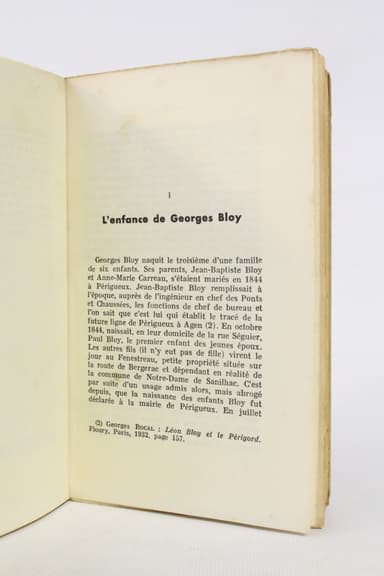 I
L'enfance de Georges Bloy
Georges Bloy naquit le troisième d'une famille
de six enfants. Ses parents, Jean-Baptiste Bloy
et Anne-Marie Carreau, s'étaient mariés en 1844
à Périgueux. Jean-Baptiste Bloy remplissait à
l'époque, auprès de l'ingénieur en chef des Ponts
et Chaussées, les fonctions de chef de bureau et
l'on sait que c'est lui qui établit le tracé de la
future ligne de Périgueux à Agen (2). En octobre
1844, naissait, en leur domicile de la rue Séguier,
Paul Bloy, le premier enfant des jeunes époux.
Les autres fils (il n'y eut pas de fille) virent le
jour au Fenestreau, petite propriété située sur
la route de Bergerac et dépendant en réalité de
la commune de Notre-Dame de Sanilhac. C'est
par suite d'un usage admis alors, mais abrogé
depuis, que la naissance des enfants Bloy fut
déclarée à la mairie de Périgueux. En juillet
(2) Georges ROCAL : Léon Bloy et le Périgord.
Floury, Paris, 1932, page 157.